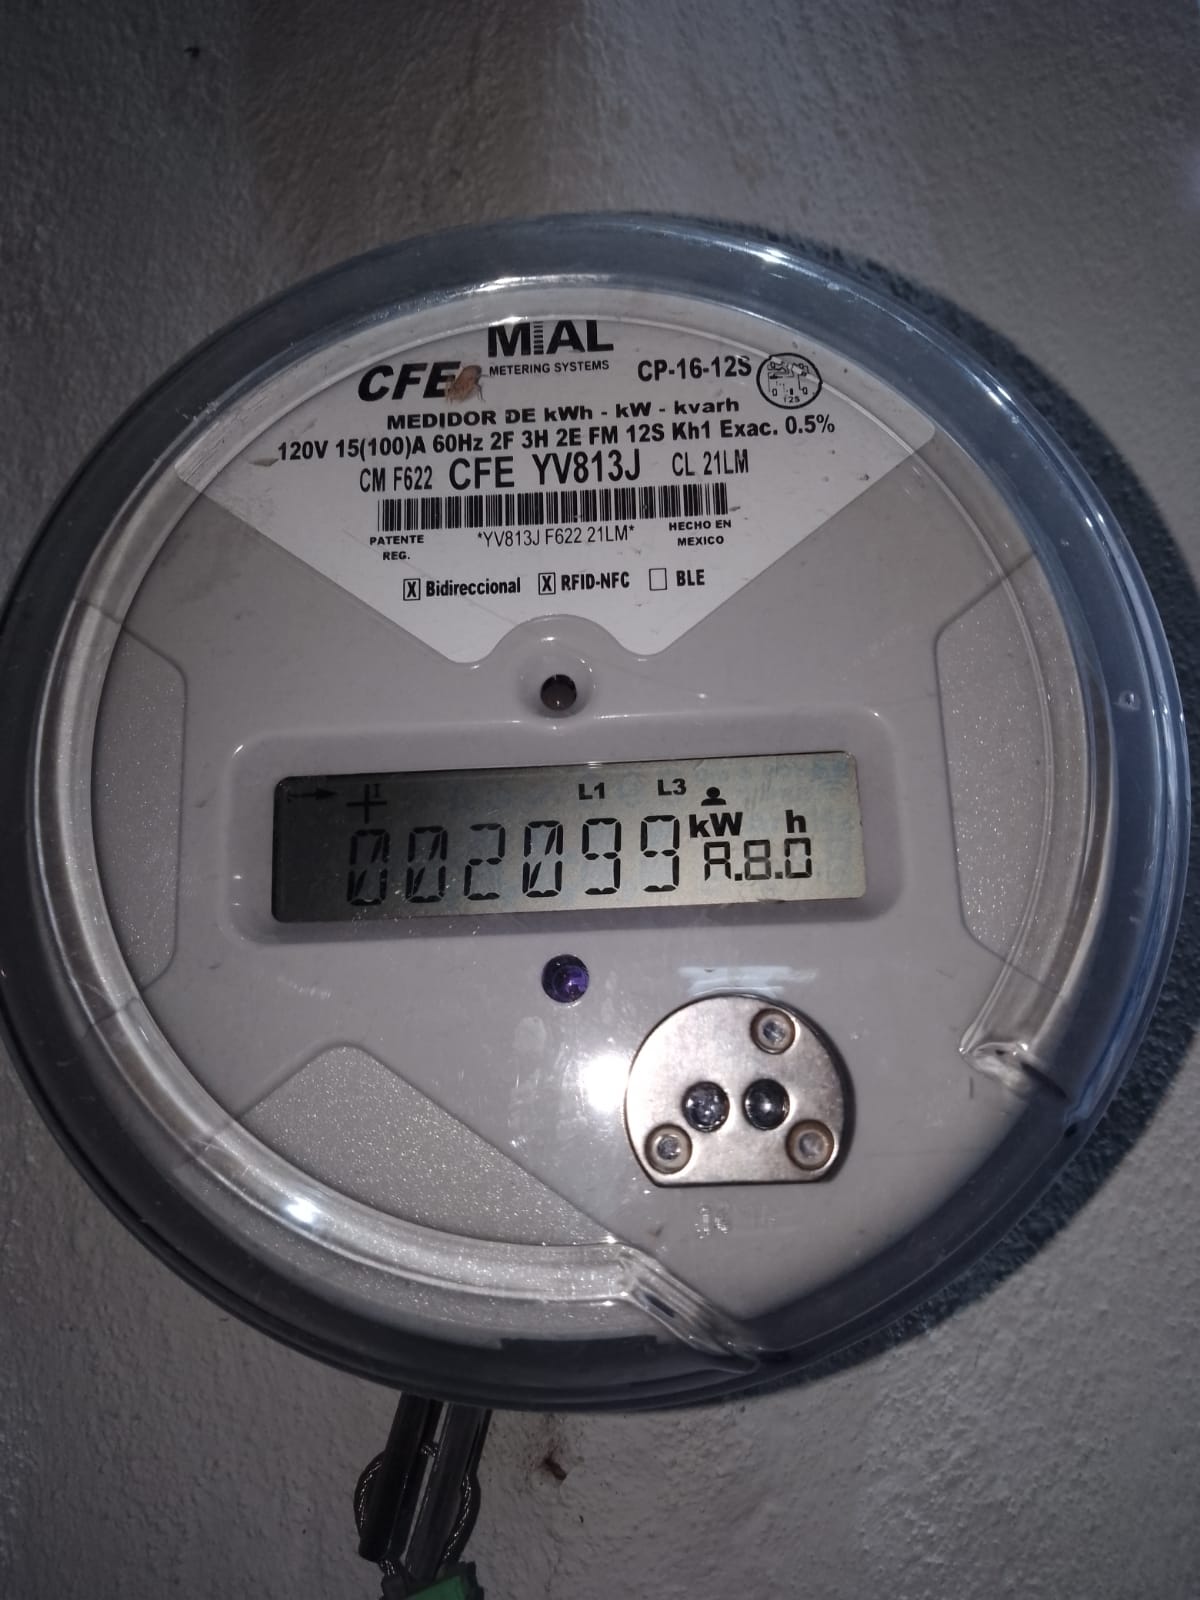 MIAL
METERING SYSTEMS
CFE
CP-16-12S
MEDIDOR DE kWh - kW - kvarh
120V 15(100)A 60Hz 2F 3H 2E FM 12S Kh1 Exac. 0.5%
CM F622 CFE YV813J CL 21LM
PATENTE REG.
*YV813J F622 21LM*
HECHO EN MEXICO
X Bidireccional X RFID-NFC BLE
L1 L3
002099 kW h
A.8.0